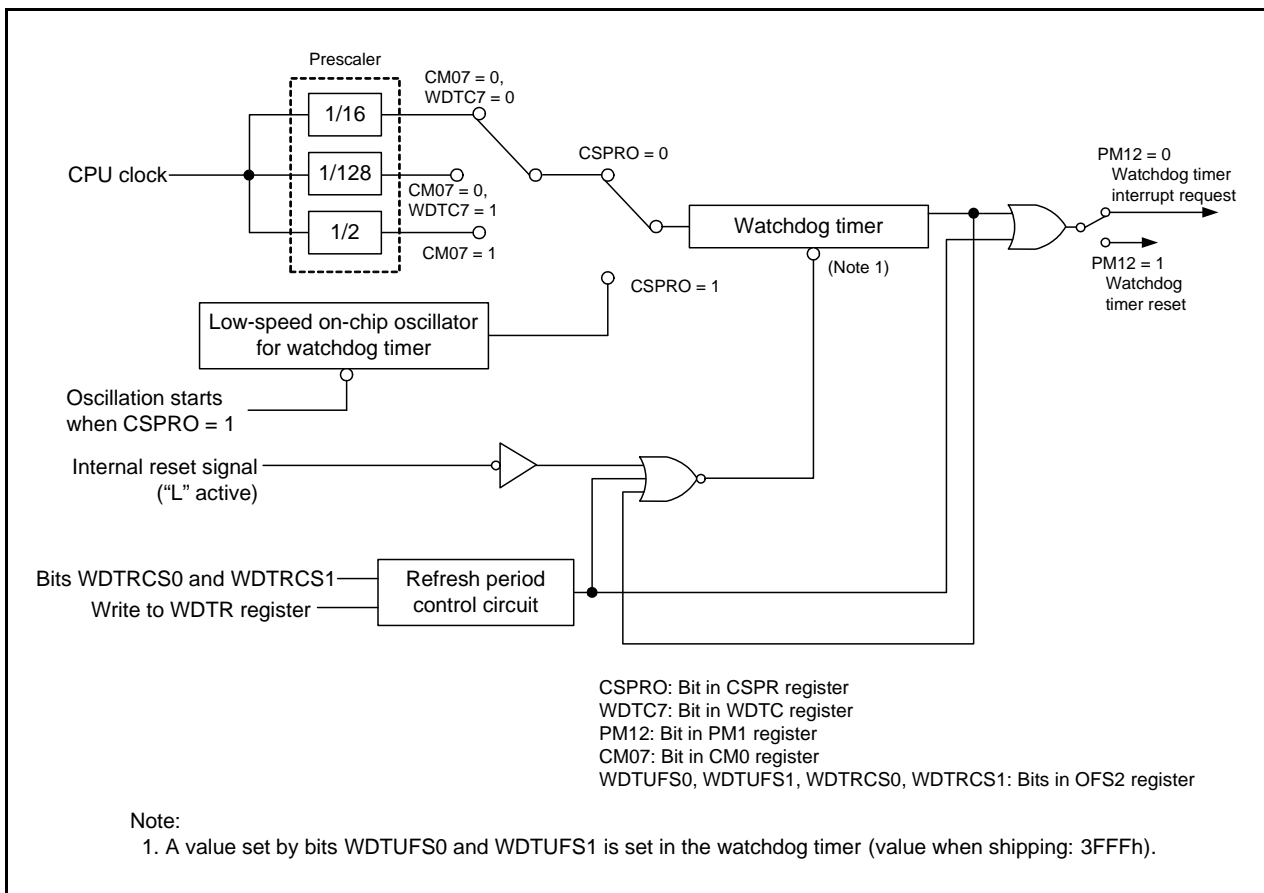 Prescaler
CM07 = 0,
WDTC7 = 0
1/16
CSPRO = 0
PM12 = 0
Watchdog timer
interrupt request
CPU clock
1/128
CM07 = 0,
WDTC7 = 1
1/2
CM07 = 1
Watchdog timer
(Note 1)
PM12 = 1
Watchdog
timer reset
CSPRO = 1
Low-speed on-chip oscillator
for watchdog timer
Oscillation starts
when CSPRO = 1
Internal reset signal
(“L” active)
Bits WDTRCS0 and WDTRCS1
Write to WDTR register
Refresh period
control circuit
CSPRO: Bit in CSPR register
WDTC7: Bit in WDTC register
PM12: Bit in PM1 register
CM07: Bit in CM0 register
WDTUFS0, WDTUFS1, WDTRCS0, WDTRCS1: Bits in OFS2 register
Note:
1. A value set by bits WDTUFS0 and WDTUFS1 is set in the watchdog timer (value when shipping: 3FFFh).